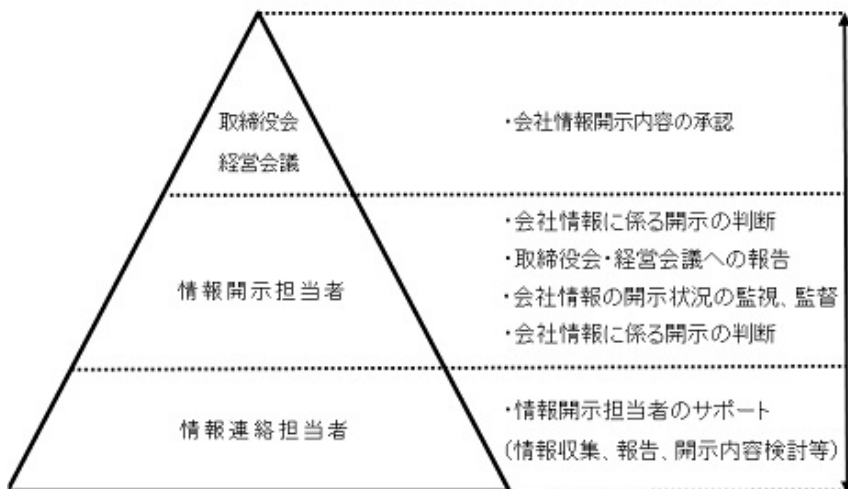 取締役会
経営会議
・会社情報開示内容の承認
情報開示担当者
・会社情報に係る開示の判断
・取締役会・経営会議への報告
・会社情報の開示状況の監視、監督
・会社情報に係る開示の判断
情報連絡担当者
・情報開示担当者のサポート
(情報収集、報告、開示内容検討等)